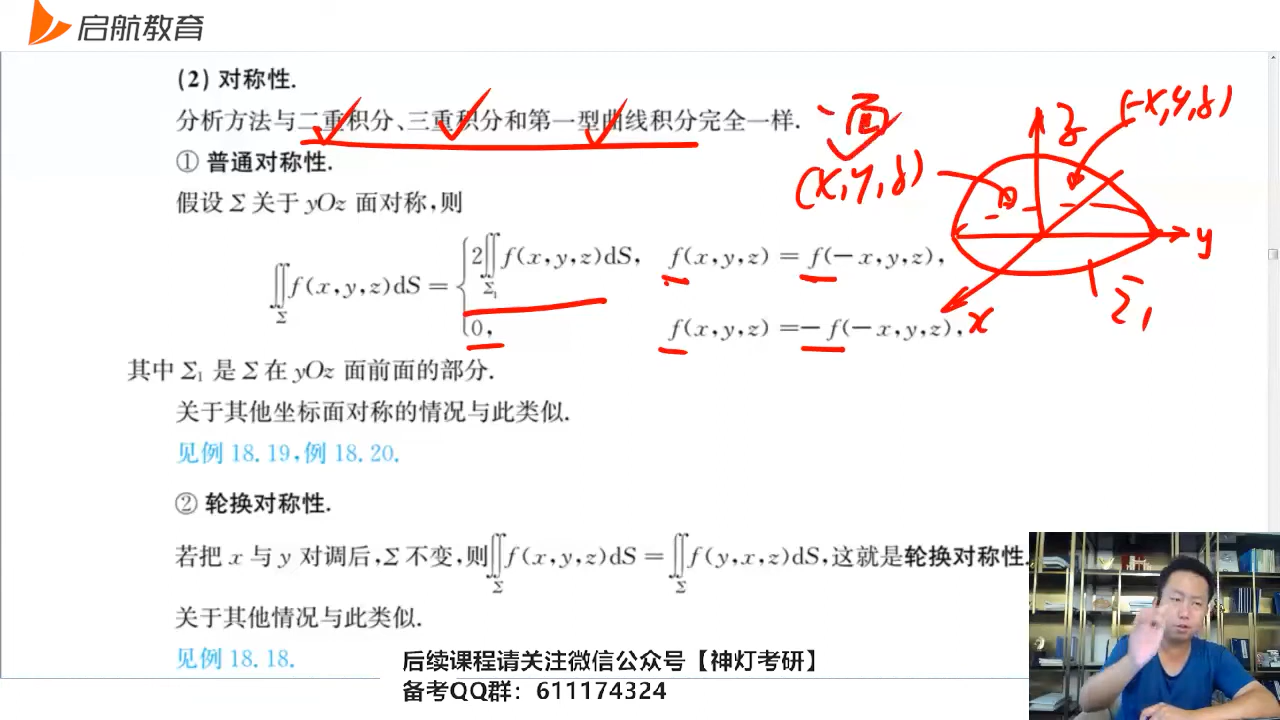 启航教育
(2) 对称性.
分析方法与二重积分、三重积分和第一型曲线积分完全一样.
① 普通对称性.
假设 Σ 关于 yOz 面对称,则
∬_Σ f(x,y,z)dS = { 2∬_Σ₁ f(x,y,z)dS, f(x,y,z) = f(-x,y,z),
0, f(x,y,z) = -f(-x,y,z),
其中 Σ₁ 是 Σ 在 yOz 面前面的部分.
关于其他坐标面对称的情况与此类似.
见例 18.19,例 18.20.
② 轮换对称性.
若把 x 与 y 对调后,Σ 不变,则∬_Σ f(x,y,z)dS = ∬_Σ f(y,x,z)dS,这就是轮换对称性.
关于其他情况与此类似.
见例 18.18.
一面
(x,y,z)
(-x,y,z)
z
y
x
Σ₁
后续课程请关注微信公众号【神灯考研】
备考QQ群：611174324